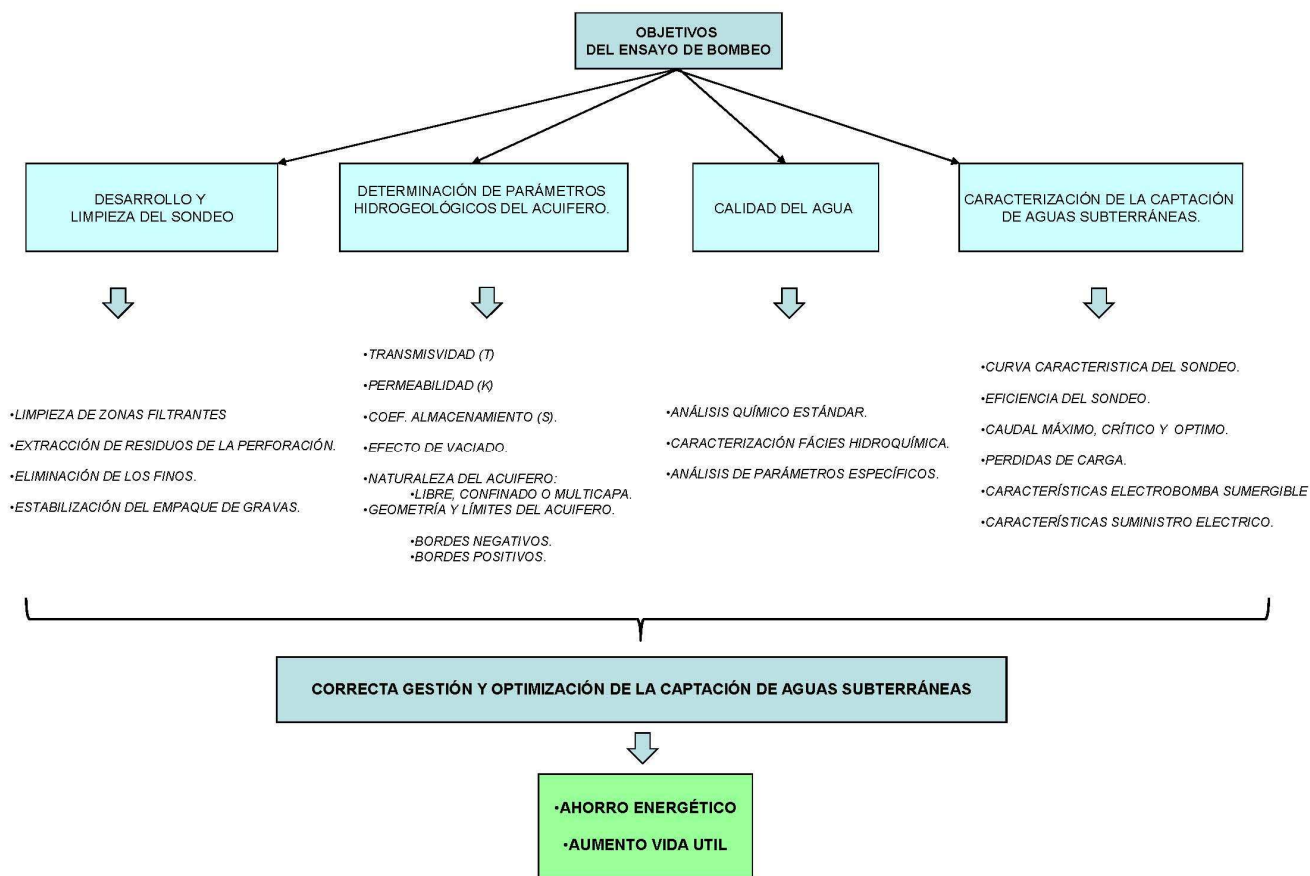 OBJETIVOS
DEL ENSAYO DE BOMBEO
DESARROLLO Y
LIMPIEZA DEL SONDEO
DETERMINACIÓN DE PARÁMETROS
HIDROGEOLÓGICOS DEL ACUIFERO.
CALIDAD DEL AGUA
CARACTERIZACIÓN DE LA CAPTACIÓN
DE AGUAS SUBTERRÁNEAS.
•LIMPIEZA DE ZONAS FILTRANTES
•EXTRACCIÓN DE RESIDUOS DE LA PERFORACIÓN.
•ELIMINACIÓN DE LOS FINOS.
•ESTABILIZACIÓN DEL EMPAQUE DE GRAVAS.
•TRANSMISVIDAD (T)
•PERMEABILIDAD (K)
•COEF. ALMACENAMIENTO (S).
•EFECTO DE VACIADO.
•NATURALEZA DEL ACUIFERO:
•LIBRE, CONFINADO O MULTICAPA.
•GEOMETRÍA Y LÍMITES DEL ACUIFERO.
•BORDES NEGATIVOS.
•BORDES POSITIVOS.
•ANÁLISIS QUÍMICO ESTÁNDAR.
•CARACTERIZACIÓN FÁCIES HIDROQUÍMICA.
•ANÁLISIS DE PARÁMETROS ESPECÍFICOS.
•CURVA CARACTERISTICA DEL SONDEO.
•EFICIENCIA DEL SONDEO.
•CAUDAL MÁXIMO, CRÍTICO Y OPTIMO.
•PERDIDAS DE CARGA.
•CARACTERÍSTICAS ELECTROBOMBA SUMERGIBLE
•CARACTERÍSTICAS SUMINISTRO ELECTRICO.
CORRECTA GESTIÓN Y OPTIMIZACIÓN DE LA CAPTACIÓN DE AGUAS SUBTERRÁNEAS
•AHORRO ENERGÉTICO
•AUMENTO VIDA UTIL